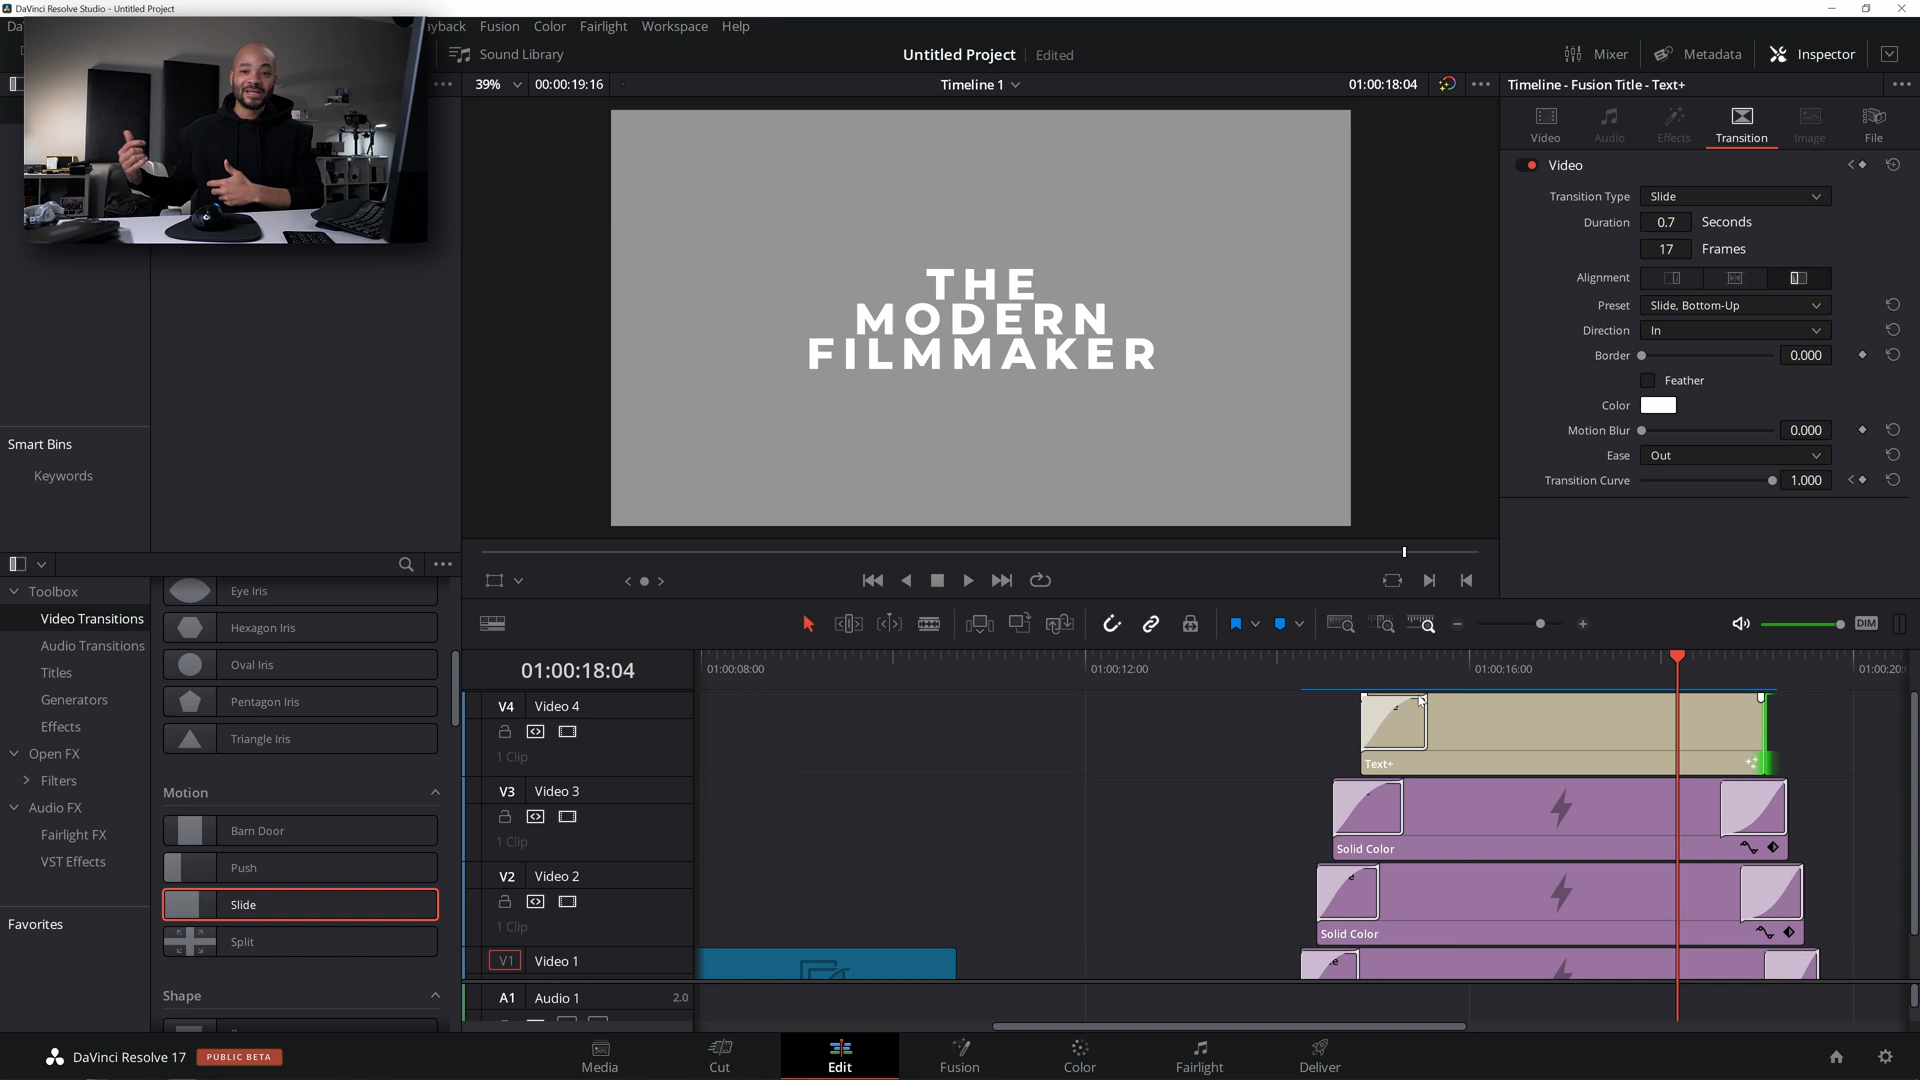 DaVinci Resolve Studio - Untitled Project
Da
ayback Fusion Color Fairlight Workspace Help
Sound Library
Untitled Project Edited
Mixer Metadata Inspector
39% 00:00:19:16 Timeline 1 01:00:18:04
Timeline - Fusion Title - Text+
Video Audio Effects Transition Image File
Video
Transition Type Slide
Duration 0.7 Seconds
17 Frames
Alignment
Preset Slide, Bottom-Up
Direction In
Border 0.000
Feather
Color
Motion Blur 0.000
Ease Out
Transition Curve 1.000
THE
MODERN
FILMMAKER
Smart Bins
Keywords
Toolbox
Video Transitions
Audio Transitions
Titles
Generators
Effects
Open FX
Filters
Audio FX
Fairlight FX
VST Effects
Favorites
Eye Iris
Hexagon Iris
Oval Iris
Pentagon Iris
Triangle Iris
Motion
Barn Door
Push
Slide
Split
Shape
DIM
01:00:18:04
01:00:08:00 01:00:12:00 01:00:16:00 01:00:20:
V4 Video 4
1 Clip
Text+
V3 Video 3
1 Clip
Solid Color
V2 Video 2
1 Clip
Solid Color
V1 Video 1
A1 Audio 1 2.0
DaVinci Resolve 17 PUBLIC BETA
Media Cut Edit Fusion Color Fairlight Deliver